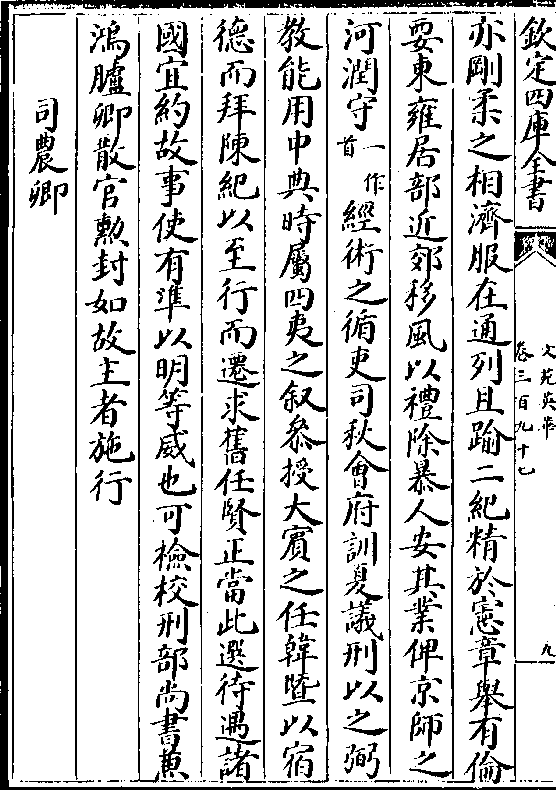 欽定四庫全書
文苑英華
卷三百九十七
九
亦剛柔之相濟服在通列且踰二紀精於憲章舉有倫
要東雍居部近郊移風以禮除暴人安其業俾京師之
河潤守一作首經術之循吏司秋會府訓夏議刑以之弼
教能用中典時屬四夷之叙叅授大賓之任韓暨以宿
德而拜陳紀以至行而遷求舊任賢正當此選待遇諸
國宜約故事使有準以明等威也可檢校刑部尚書兼
鴻臚卿散官勲封如故主者施行
司農卿